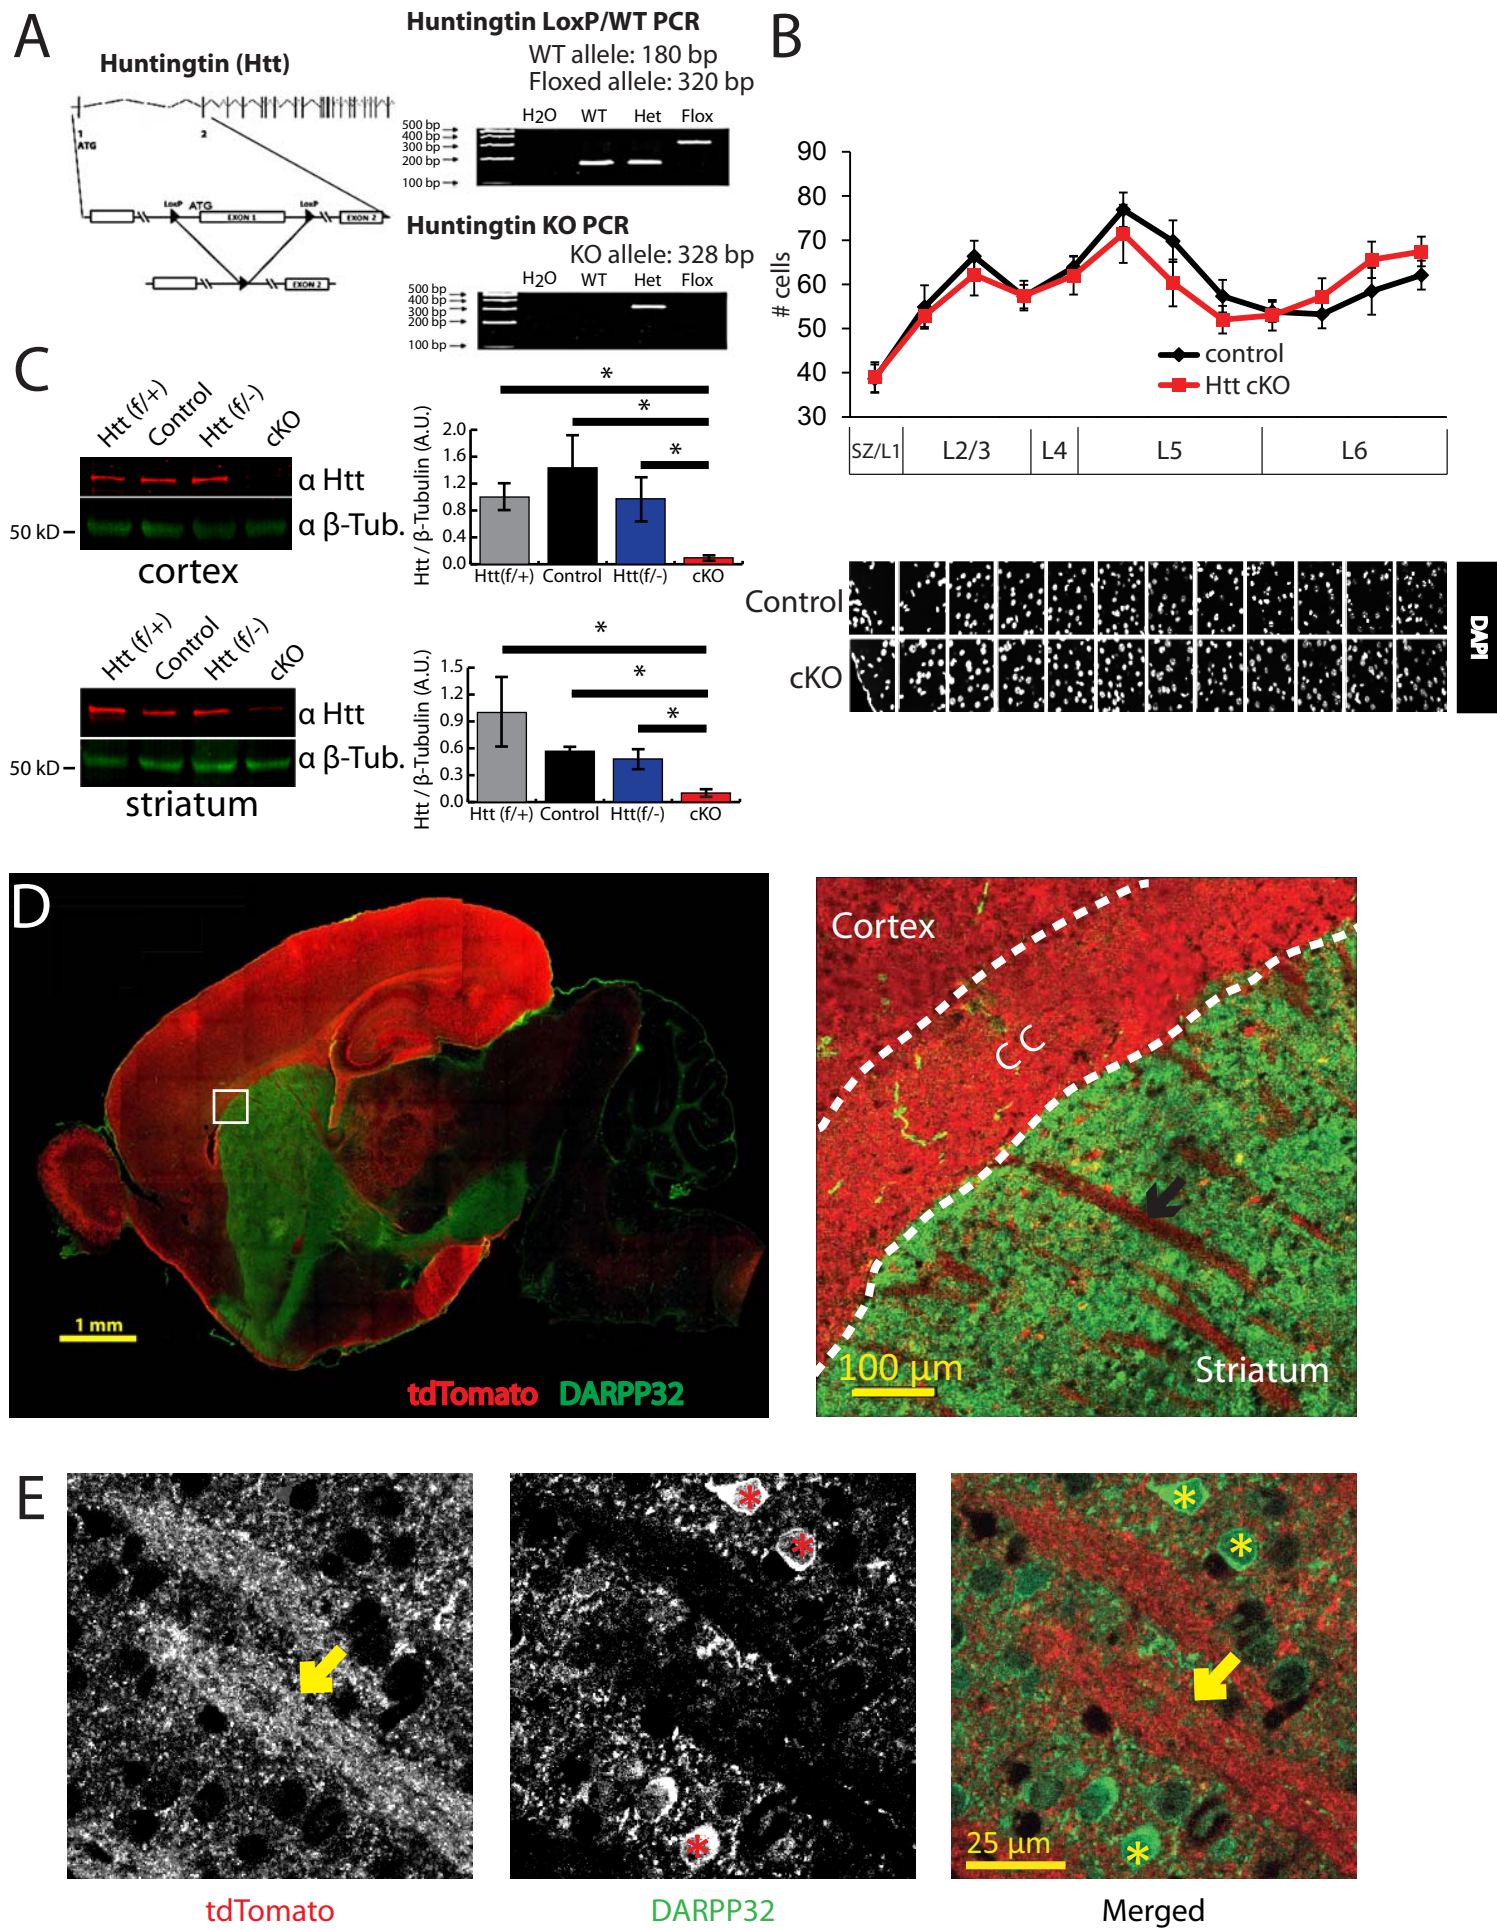 A
Huntingtin (Htt)
1
ATG
2
LoxP
ATG
LoxP
EXON 1
EXON 2
EXON 2
Huntingtin LoxP/WT PCR
WT allele: 180 bp
Floxed allele: 320 bp
H2O WT Het Flox
500 bp
400 bp
300 bp
200 bp
100 bp
Huntingtin KO PCR
KO allele: 328 bp
H2O WT Het Flox
500 bp
400 bp
300 bp
200 bp
100 bp
B
# cells
90
80
70
60
50
40
30
control
Htt cKO
SZ/L1 L2/3 L4 L5 L6
Control
cKO
DAPI
C
Htt (f/+) Control Htt (f/-) cKO
α Htt
50 kD
α β-Tub.
cortex
Htt / β-Tubulin (A.U.)
2.0
1.6
1.2
0.8
0.4
0.0
* * *
Htt(f/+) Control Htt(f/-) cKO
Htt (f/+) Control Htt (f/-) cKO
α Htt
50 kD
α β-Tub.
striatum
Htt / β-Tubulin (A.U.)
1.5
1.2
0.9
0.6
0.3
0.0
* * *
Htt (f/+) Control Htt(f/-) cKO
D
1 mm
tdTomato DARPP32
Cortex
CC
100 µm
Striatum
E
* * *
* * *
25 µm
tdTomato
DARPP32
Merged